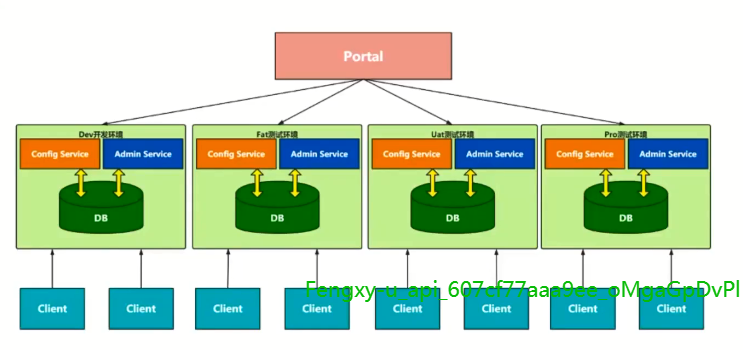 Portal
Dev开发环境 Fat测试环境 Uat测试环境 Pro测试环境
Config Service Admin Service Config Service Admin Service Config Service Admin Service Config Service Admin Service
DB DB DB DB
Fengxy-u_api_607cf77aaa9ee-oMgaGpDvPl
Client Client Client Client Client Client Client Client